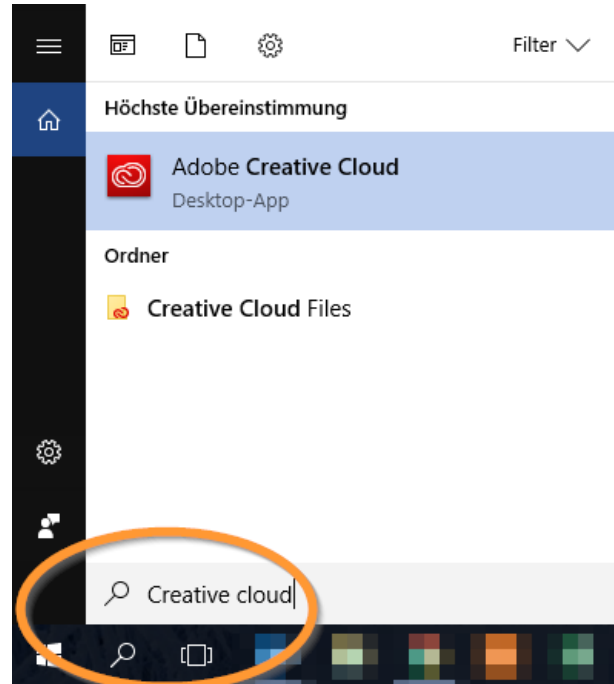 Filter
Höchste Übereinstimmung
Adobe Creative Cloud
Desktop-App
Ordner
Creative Cloud Files
Creative cloud